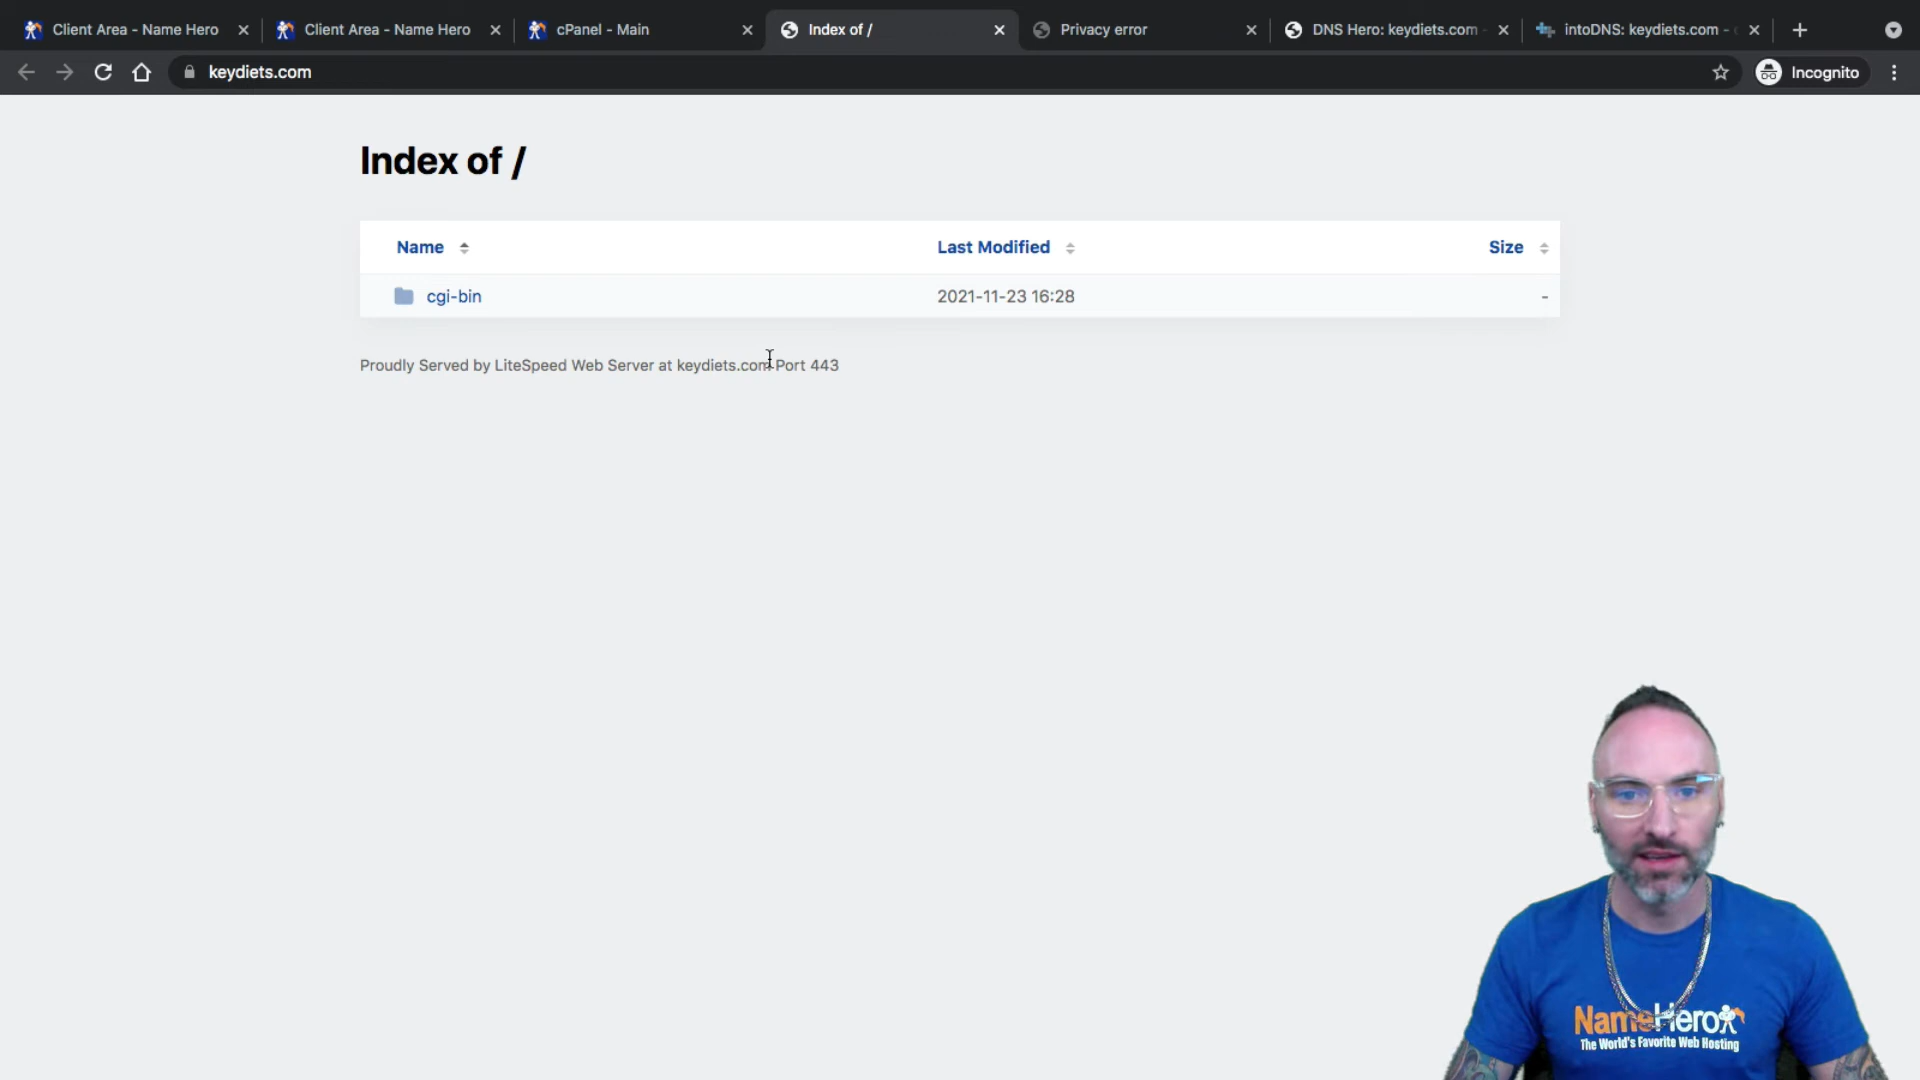 Client Area - Name Hero
Client Area - Name Hero
cPanel - Main
Index of /
Privacy error
DNS Hero: keydiets.com -
intoDNS: keydiets.com -
keydiets.com
Incognito
Index of /
Name
Last Modified
Size
cgi-bin
2021-11-23 16:28
-
Proudly Served by LiteSpeed Web Server at keydiets.com Port 443
NameHero
The World's Favorite Web Hosting